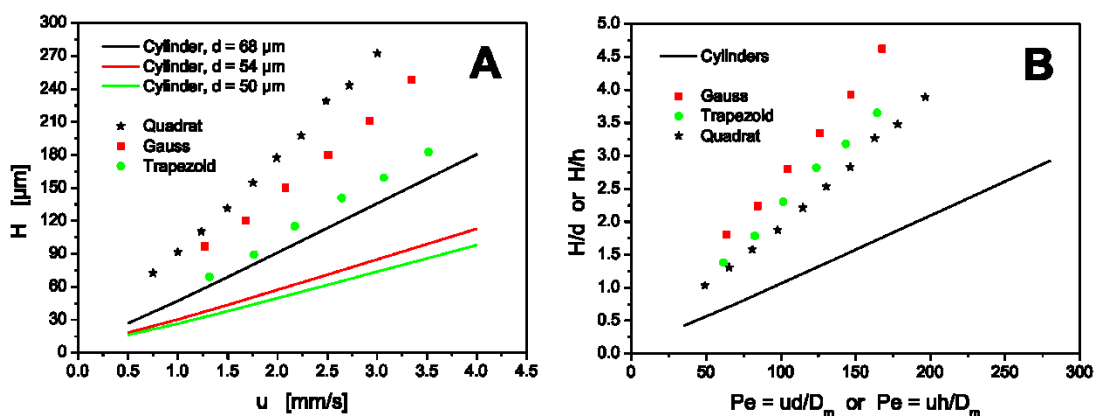 A
Cylinder, d = 68 µm
Cylinder, d = 54 µm
Cylinder, d = 50 µm
Quadrat
Gauss
Trapezoid
H [µm]
300
270
240
210
180
150
120
90
60
30
0
0.0 0.5 1.0 1.5 2.0 2.5 3.0 3.5 4.0 4.5
u [mm/s]
B
Cylinders
Gauss
Trapezoid
Quadrat
H/d or H/h
5.0
4.5
4.0
3.5
3.0
2.5
2.0
1.5
1.0
0.5
0.0
0 50 100 150 200 250 300
Pe = ud/Dm or Pe = uh/Dm